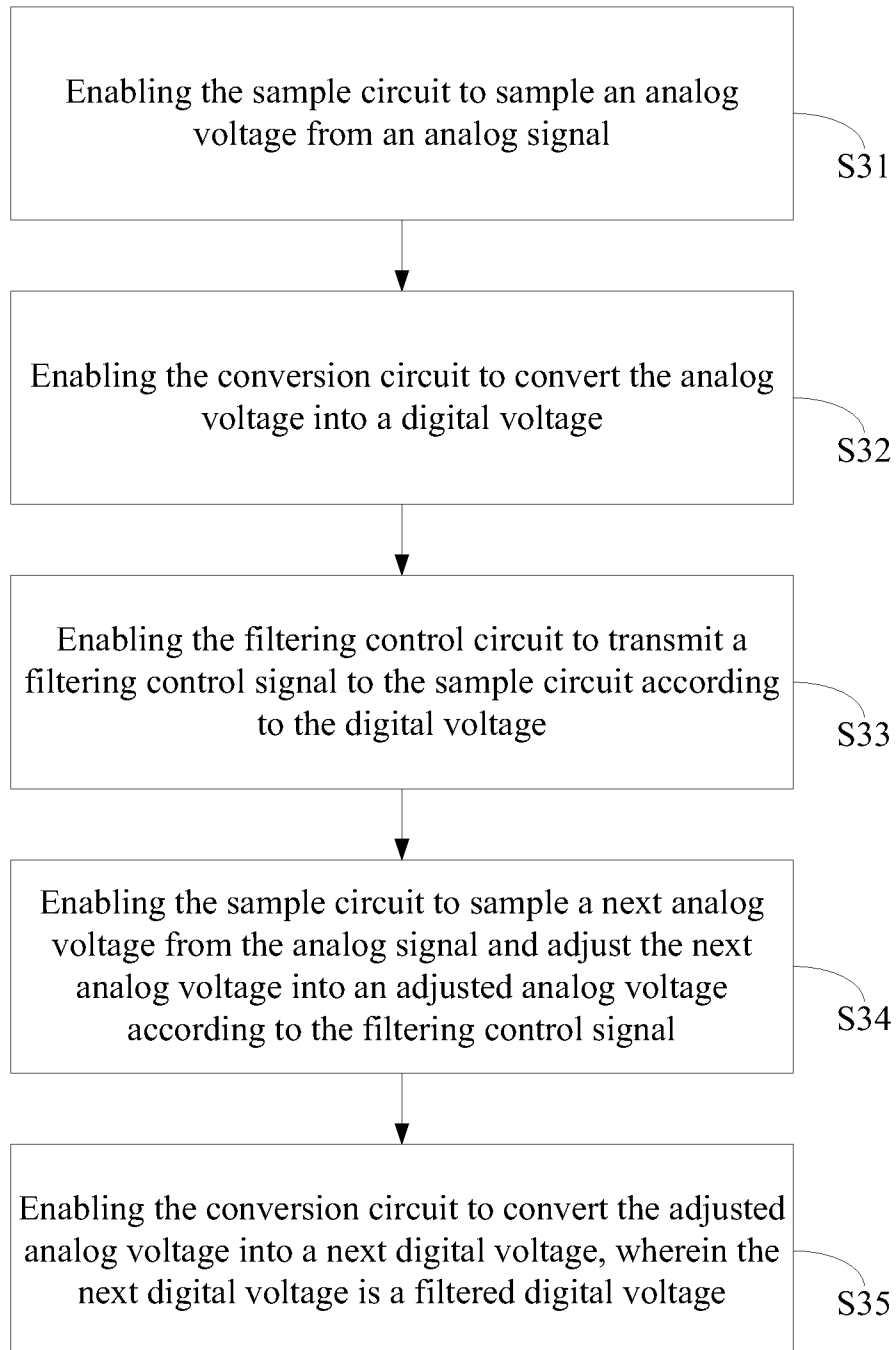 Enabling the sample circuit to sample an analog
voltage from an analog signal
S31
Enabling the conversion circuit to convert the analog
voltage into a digital voltage
S32
Enabling the filtering control circuit to transmit a
filtering control signal to the sample circuit according
to the digital voltage
S33
Enabling the sample circuit to sample a next analog
voltage from the analog signal and adjust the next
analog voltage into an adjusted analog voltage
according to the filtering control signal
S34
Enabling the conversion circuit to convert the adjusted
analog voltage into a next digital voltage, wherein the
next digital voltage is a filtered digital voltage
S35